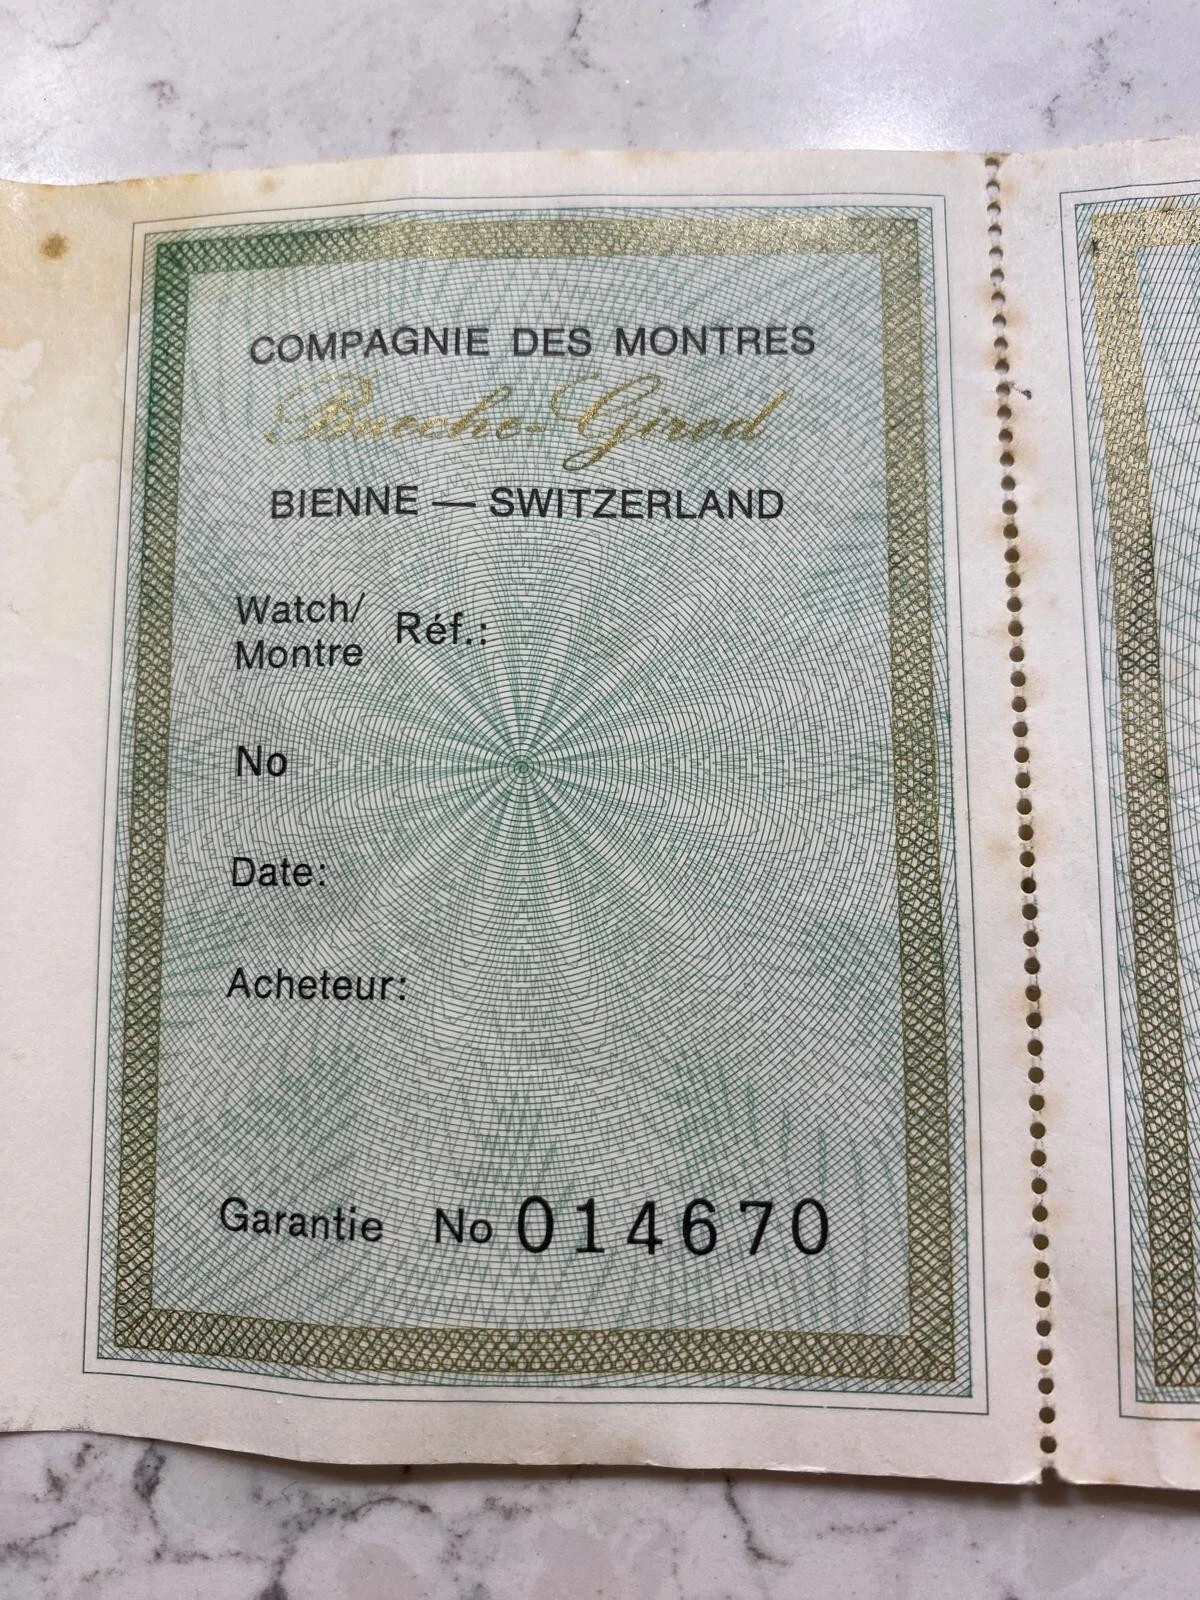 COMPAGNIE DES MONTRES
Bueche-Girod
BIENNE — SWITZERLAND
Watch/
Montre Réf.:
No
Date:
Acheteur:
Garantie No 014670